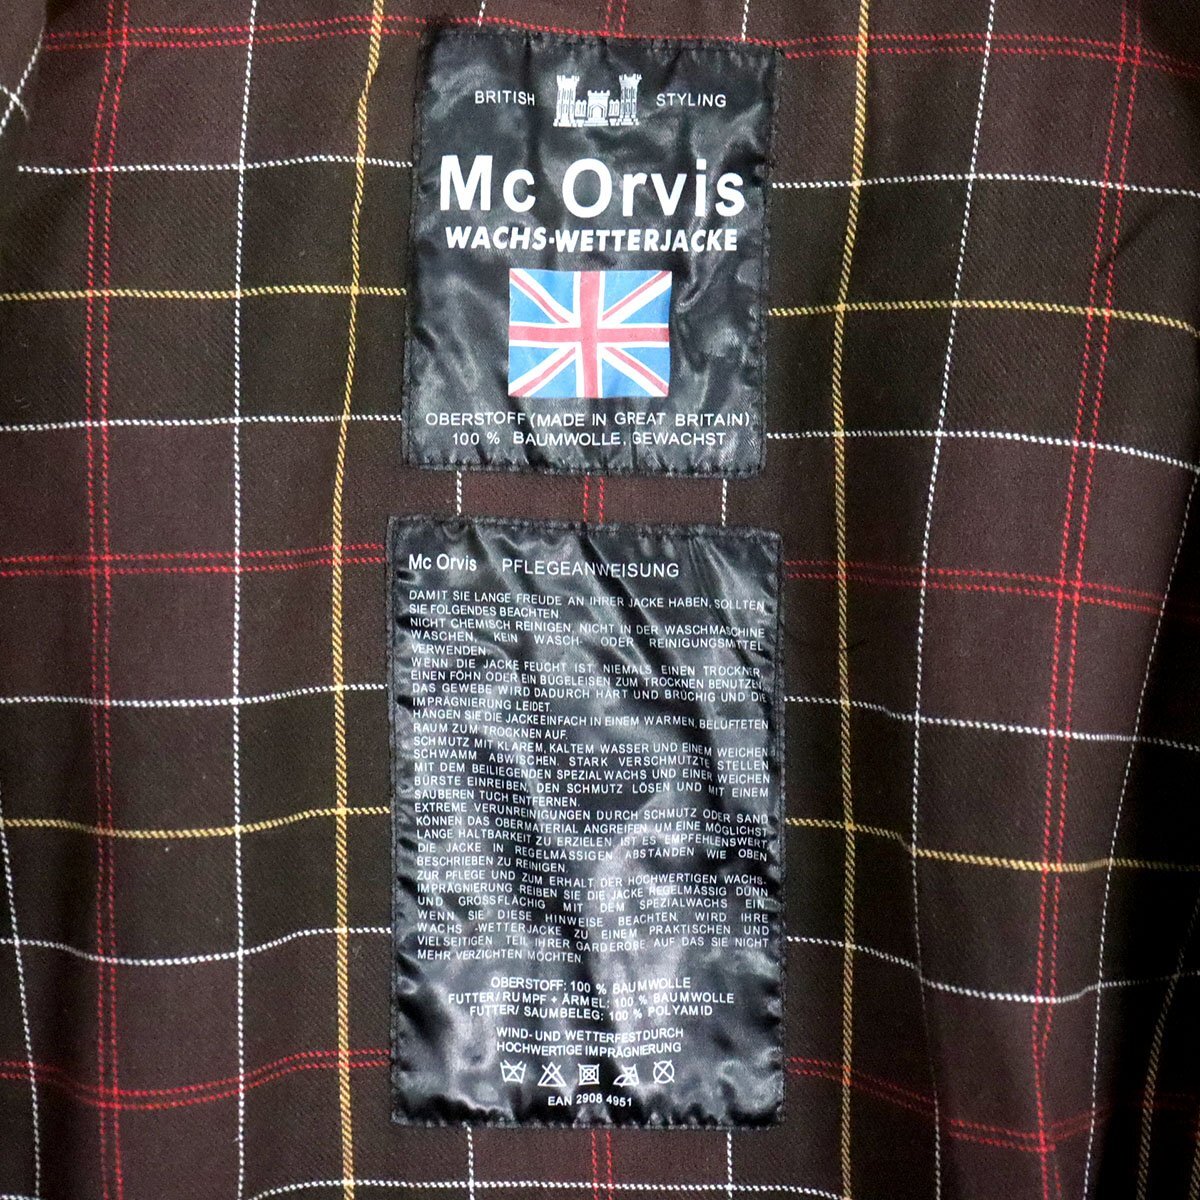 BRITISH STYLING
Mc Orvis
WACHS-WETTERJACKE
OBERSTOFF (MADE IN GREAT BRITAIN)
100 % BAUMWOLLE, GEWACHST
Mc Orvis PFLEGEANWEISUNG
DAMIT SIE LANGE FREUDE AN IHRER JACKE HABEN, SOLLTEN
SIE FOLGENDES BEACHTEN
NICHT CHEMISCH REINIGEN, NICHT IN DER WASCHMASCHINE
WASCHEN, KEIN WASCH ODER REINIGUNGSMITTEL
VERWENDEN
WENN DIE JACKE FEUCHT IST, NIEMALS EINEN TROCKNER,
EINEN FÖHN ODER EIN BÜGELEISEN ZUM TROCKNEN BENUTZEN,
DAS GEWEBE WIRD DADURCH HART UND BRÜCHIG UND DIE
IMPRÄGNIERUNG LEIDET.
HÄNGEN SIE DIE JACKE EINFACH IN EINEM WARMEN, BELÜFTETEN
RAUM ZUM TROCKNEN AUF.
SCHMUTZ MIT KLAREM, KALTEM WASSER UND EINEM WEICHEN
SCHWAMM ABWISCHEN. STARK VERSCHMUTZTE STELLEN
MIT DEM BEILIEGENDEN SPEZIALWACHS UND EINER WEICHEN
BÜRSTE EINREIBEN, DEN SCHMUTZ LÖSEN UND MIT EINEM
SAUBEREN TUCH ENTFERNEN.
EXTREME VERUNREINGUNGEN DURCH SCHMUTZ ODER SAND
KÖNNEN DAS OBERMATERIAL ANGREIFEN, UM EINE MÖGLICHST
LANGE HALTBARKEIT ZU ERZIELEN IST ES EMPFEHLENSWERT,
DIE JACKE IN REGELMÄSSIGEN ABSTÄNDEN WIE OBEN
BESCHRIEBEN ZU REINIGEN.
ZUR PFLEGE UND ZUM ERHALT DER HOCHWERTIGEN WACHS-
IMPRÄGNIERUNG REIBEN SIE DIE JACKE REGELMÄSSIG DÜNN
UND GROSSFLÄCHIG MIT DEM SPEZIALWACHS EIN.
WENN SIE DIESE HINWEISE BEACHTEN, WIRD IHRE
WACHS -WETTERJACKE ZU EINEM PRAKTISCHEN UND
VIELSEITIGEN TEIL IHRER GARDEROBE AUF DAS SIE NICHT
MEHR VERZICHTEN MÖCHTEN.
OBERSTOFF: 100 % BAUMWOLLE
FUTTER/ RUMPF + ÄRMEL: 100 % BAUMWOLLE
FUTTER/ SAUMBELEG: 100 % POLYAMID
WIND- UND WETTERFEST DURCH
HOCHWERTIGE IMPRÄGNIERUNG
EAN 2908 4951